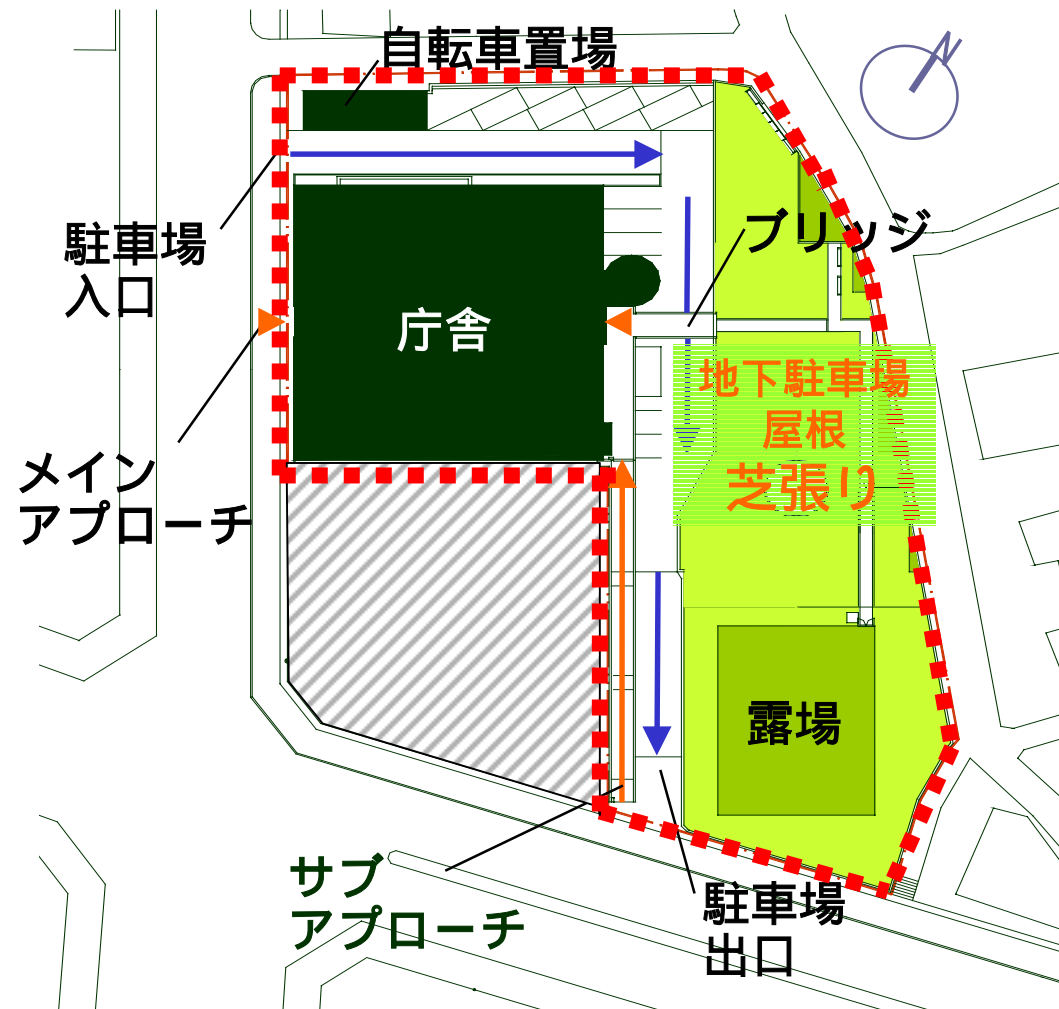 自転車置場
N
駐車場
入口
ブリッジ
庁舎
地下駐車場
屋根
芝張り
メイン
アプローチ
露場
サブ
アプローチ
駐車場
出口